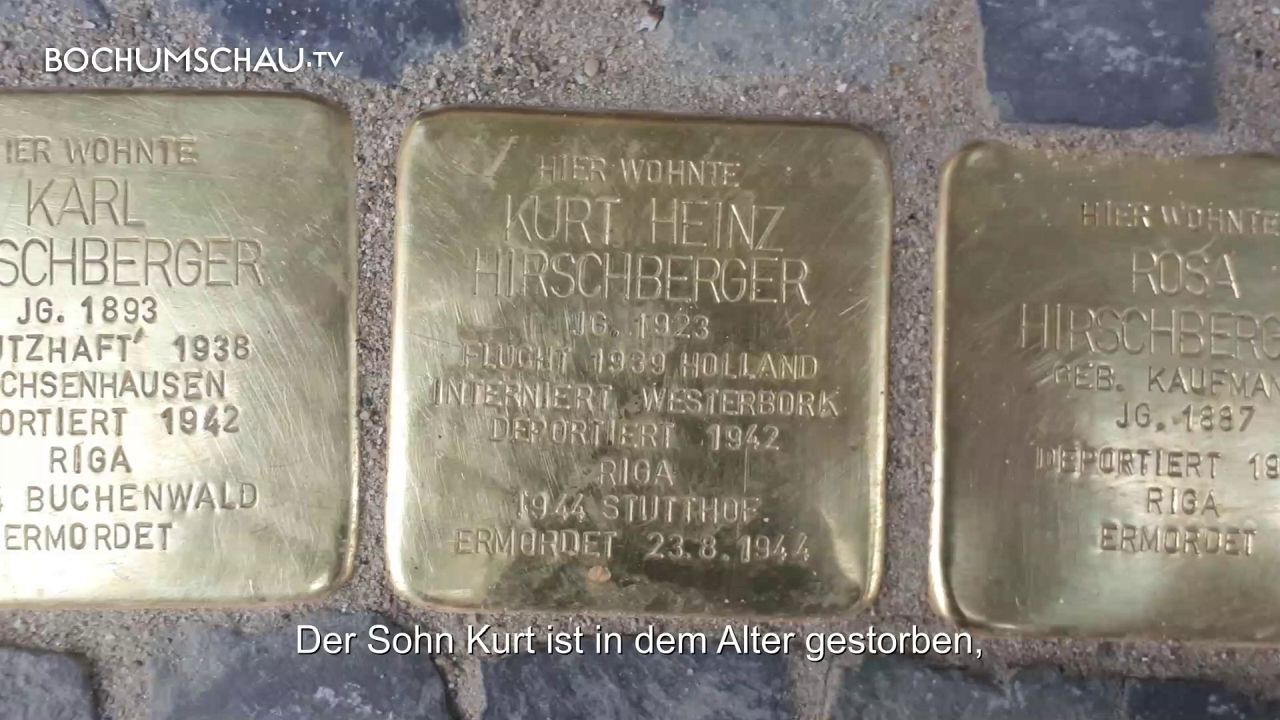 BOCHUMSCHAU.TV
IER WOHNTE
KARL
SCHBERGER
JG. 1893
UTZHAFT' 1938
CHSENHAUSEN
ORTIERT 1942
RIGA
BUCHENWALD
ERMORDET
HIER WOHNTE
KURT HEINZ
HIRSCHBERGER
JG. 1923
FLUCHT 1939 HOLLAND
INTERNIERT WESTERBORK
DEPORTIERT 1942
RIGA
1944 STUTTHOF
ERMORDET 23.8.1944
HIER WOHNTE
ROSA
HIRSCHBERG
GEB. KAUFMAN
JG. 1887
DEPORTIERT 19
RIGA
ERMORDET
Der Sohn Kurt ist in dem Alter gestorben,